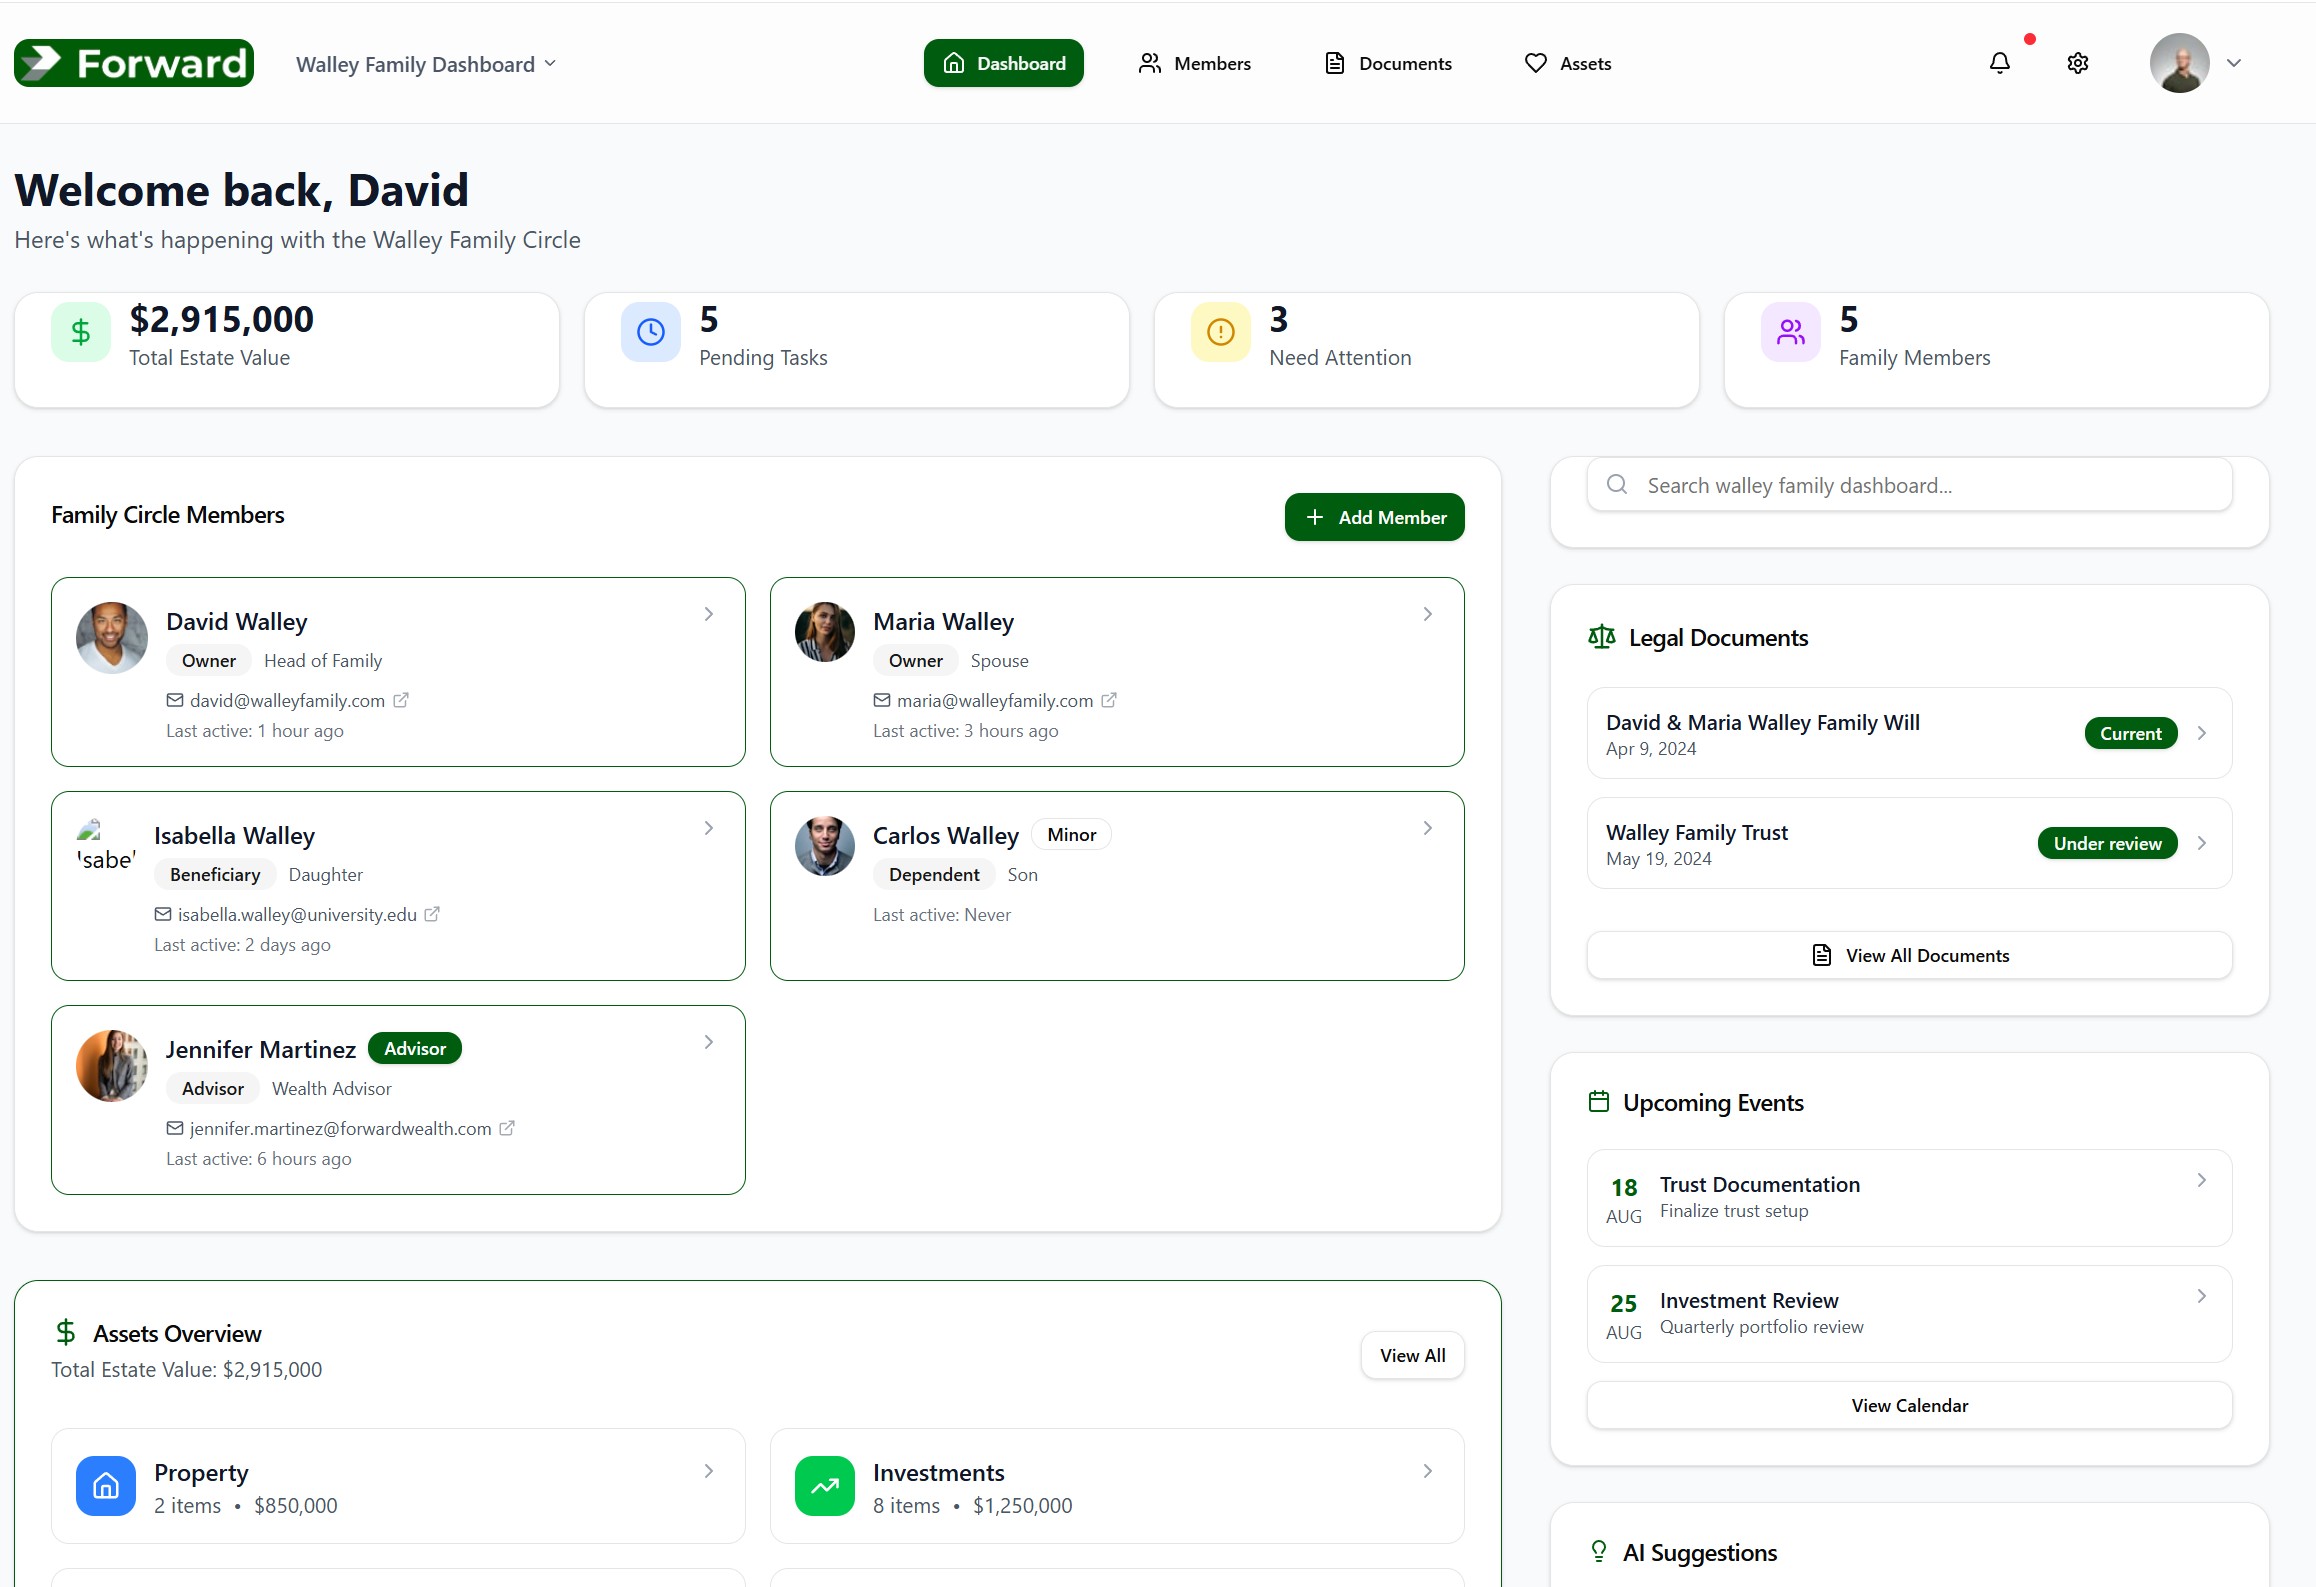 Forward
Walley Family Dashboard
Dashboard
Members
Documents
Assets
Welcome back, David
Here's what's happening with the Walley Family Circle
$2,915,000
Total Estate Value
5
Pending Tasks
3
Need Attention
5
Family Members
Family Circle Members
Add Member
David Walley
Owner Head of Family
david@walleyfamily.com
Last active: 1 hour ago
Maria Walley
Owner Spouse
maria@walleyfamily.com
Last active: 3 hours ago
Isabella Walley
Beneficiary Daughter
isabella.walley@university.edu
Last active: 2 days ago
Carlos Walley Minor
Dependent Son
Last active: Never
Jennifer Martinez Advisor
Advisor Wealth Advisor
jennifer.martinez@forwardwealth.com
Last active: 6 hours ago
Assets Overview
Total Estate Value: $2,915,000
View All
Property
2 items • $850,000
Investments
8 items • $1,250,000
Search walley family dashboard...
Legal Documents
David & Maria Walley Family Will
Apr 9, 2024
Current
Walley Family Trust
May 19, 2024
Under review
View All Documents
Upcoming Events
18 Trust Documentation
AUG Finalize trust setup
25 Investment Review
AUG Quarterly portfolio review
View Calendar
AI Suggestions